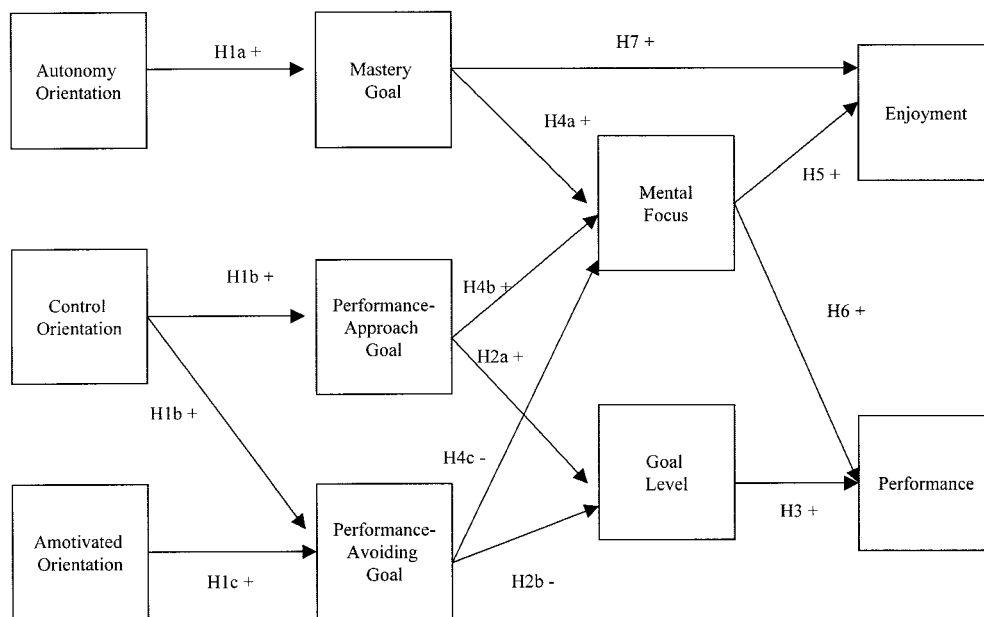 H1a +
H7 +
Autonomy
Orientation
Mastery
Goal
Enjoyment
H4a +
H5 +
Mental
Focus
H1b +
H4b +
Control
Orientation
Performance-
Approach
Goal
H6 +
H2a +
H1b +
H4c -
Goal
Level
Performance
H3 +
Amotivated
Orientation
Performance-
Avoiding
Goal
H1c +
H2b -